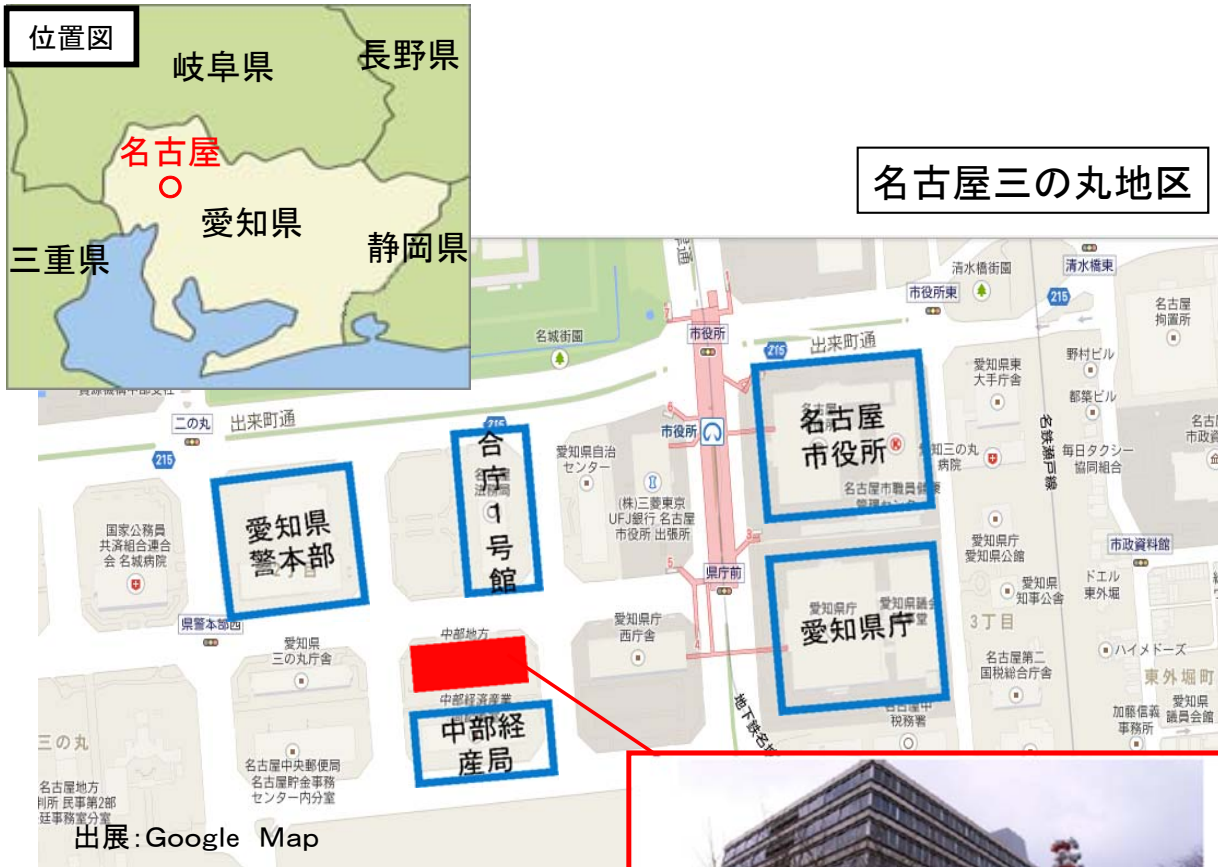 位置図
岐阜県
長野県
名古屋
愛知県
三重県
静岡県
名古屋三の丸地区
清水橋街園
清水橋東
市役所東
215
名古屋
拘置所
7
1
名城街園
市役所
215
出来町通
野村ビル
愛知県東
大手庁舎
都築ビル
二の丸
出来町通
215
6
市役所
名古屋
市役所
名鉄瀬戸線
毎日タクシー
協同組合
215
合庁1号館
愛知県自治
センター
(株)三菱東京
UFJ銀行 名古屋
市役所 出張所
病院
名古屋市職員健康
愛知県
警本部
国家公務員
共済組合連合
会 名城病院
3
5
県庁前
愛知県庁
愛知県公館
市政資料館
愛知県
知事公舎
ドエル
東外堀
県警本部西
愛知県
三の丸庁舎
中部地方
愛知県庁
西庁舎
4
愛知県庁
愛知県庁
3丁目
名古屋第二
国税総合庁舎
ハイメドーズ
東外堀町
中部経済産業
中部経
産局
加藤信義
事務所
愛知県
議員会館
税務署
三の丸
名古屋中央郵便局
名古屋貯金事務
センター内分室
名古屋地方
民事第2部
出展:Google Map